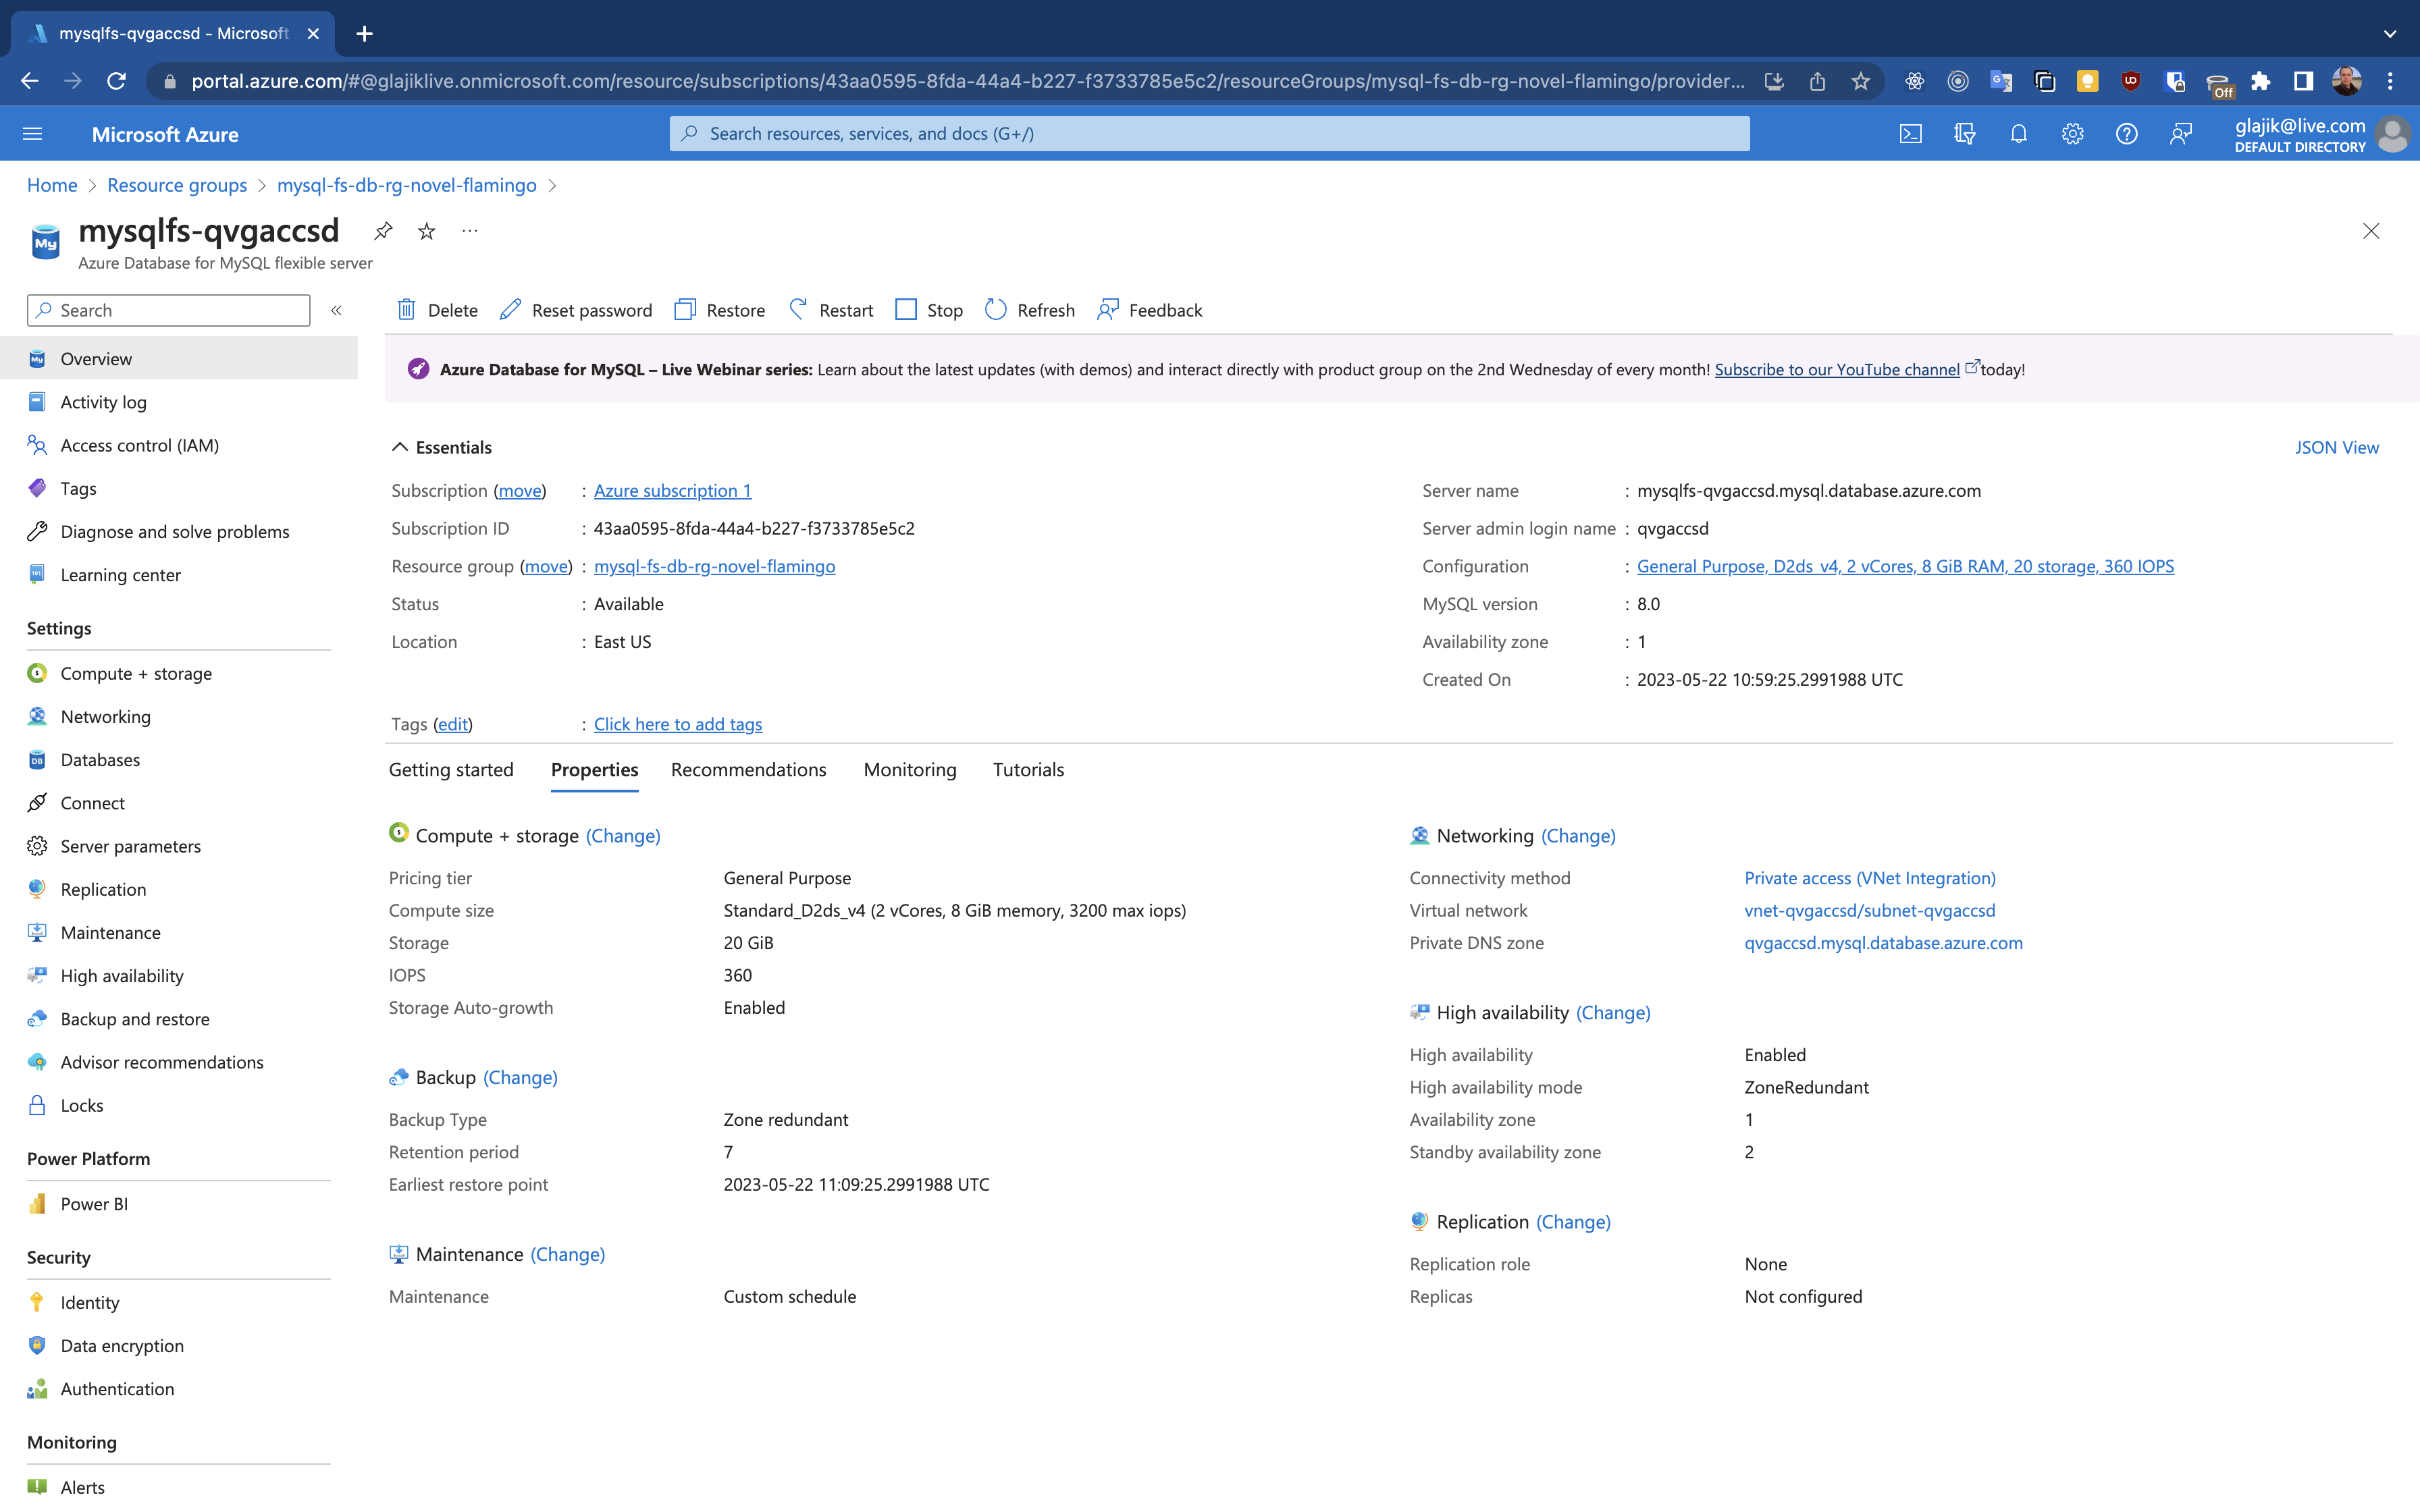 mysqlfs-qvgaccsd - Microsoft
portal.azure.com/#@glajiklive.onmicrosoft.com/resource/subscriptions/43aa0595-8fda-44a4-b227-f3733785e5c2/resourceGroups/mysql-fs-db-rg-novel-flamingo/provider...
Off
Microsoft Azure
Search resources, services, and docs (G+/)
glajik@live.com
DEFAULT DIRECTORY
Home > Resource groups > mysql-fs-db-rg-novel-flamingo >
mysqlfs-qvgaccsd
Azure Database for MySQL flexible server
Search
Delete Reset password Restore Restart Stop Refresh Feedback
Azure Database for MySQL – Live Webinar series: Learn about the latest updates (with demos) and interact directly with product group on the 2nd Wednesday of every month! Subscribe to our YouTube channel today!
Overview
Activity log
Access control (IAM)
Tags
Diagnose and solve problems
Learning center
Settings
Compute + storage
Networking
Databases
Connect
Server parameters
Replication
Maintenance
High availability
Backup and restore
Advisor recommendations
Locks
Power Platform
Power BI
Security
Identity
Data encryption
Authentication
Monitoring
Alerts
Essentials
JSON View
Subscription (move) : Azure subscription 1
Subscription ID : 43aa0595-8fda-44a4-b227-f3733785e5c2
Resource group (move) : mysql-fs-db-rg-novel-flamingo
Status : Available
Location : East US
Server name : mysqlfs-qvgaccsd.mysql.database.azure.com
Server admin login name : qvgaccsd
Configuration : General Purpose, D2ds_v4, 2 vCores, 8 GiB RAM, 20 storage, 360 IOPS
MySQL version : 8.0
Availability zone : 1
Created On : 2023-05-22 10:59:25.2991988 UTC
Tags (edit) : Click here to add tags
Getting started Properties Recommendations Monitoring Tutorials
Compute + storage (Change)
Pricing tier General Purpose
Compute size Standard_D2ds_v4 (2 vCores, 8 GiB memory, 3200 max iops)
Storage 20 GiB
IOPS 360
Storage Auto-growth Enabled
Backup (Change)
Backup Type Zone redundant
Retention period 7
Earliest restore point 2023-05-22 11:09:25.2991988 UTC
Maintenance (Change)
Maintenance Custom schedule
Networking (Change)
Connectivity method Private access (VNet Integration)
Virtual network vnet-qvgaccsd/subnet-qvgaccsd
Private DNS zone qvgaccsd.mysql.database.azure.com
High availability (Change)
High availability Enabled
High availability mode ZoneRedundant
Availability zone 1
Standby availability zone 2
Replication (Change)
Replication role None
Replicas Not configured